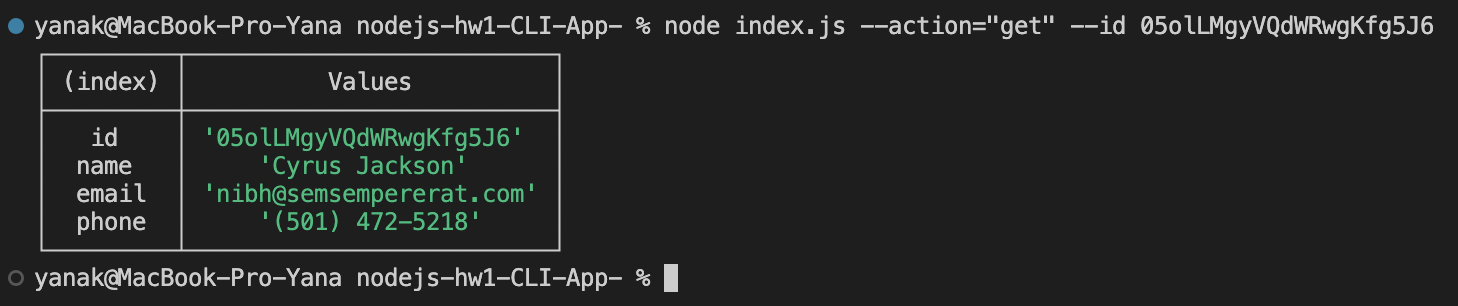 yanak@MacBook-Pro-Yana nodejs-hw1-CLI-App- % node index.js --action="get" --id 05olLMgyVQdWRwgKfg5J6
(index) Values
id '05olLMgyVQdWRwgKfg5J6'
name 'Cyrus Jackson'
email 'nibh@semsempererat.com'
phone '(501) 472-5218'
yanak@MacBook-Pro-Yana nodejs-hw1-CLI-App- %